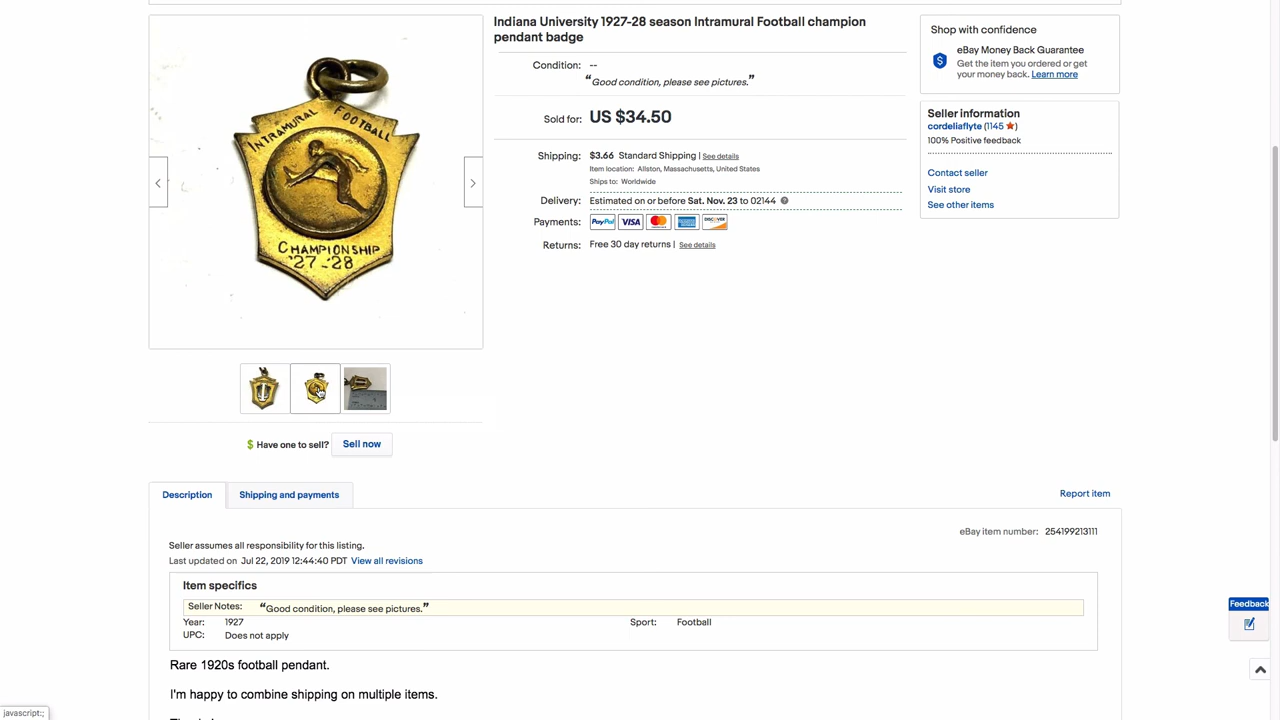 Indiana University 1927-28 season Intramural Football champion
pendant badge
Condition: --
“Good condition, please see pictures.”
Sold for: US $34.50
Shipping: $3.66 Standard Shipping | See details
Item location: Allston, Massachusetts, United States
Ships to: Worldwide
Delivery: Estimated on or before Sat. Nov. 23 to 02144
Payments: PayPal VISA MasterCard DISCOVER
Returns: Free 30 day returns | See details
Shop with confidence
eBay Money Back Guarantee
Get the item you ordered or get
your money back. Learn more
Seller information
cordeliaflyte (1145 ★)
100% Positive feedback
Contact seller
Visit store
See other items
INTRAMURAL FOOTBALL
CHAMPIONSHIP
'27-28
Have one to sell? Sell now
Description
Shipping and payments
Report item
eBay item number: 254199213111
Seller assumes all responsibility for this listing.
Last updated on Jul 22, 2019 12:44:40 PDT View all revisions
Item specifics
Seller Notes: “Good condition, please see pictures.”
Year: 1927
Sport: Football
UPC: Does not apply
Rare 1920s football pendant.
I'm happy to combine shipping on multiple items.
Feedback
javascript:;